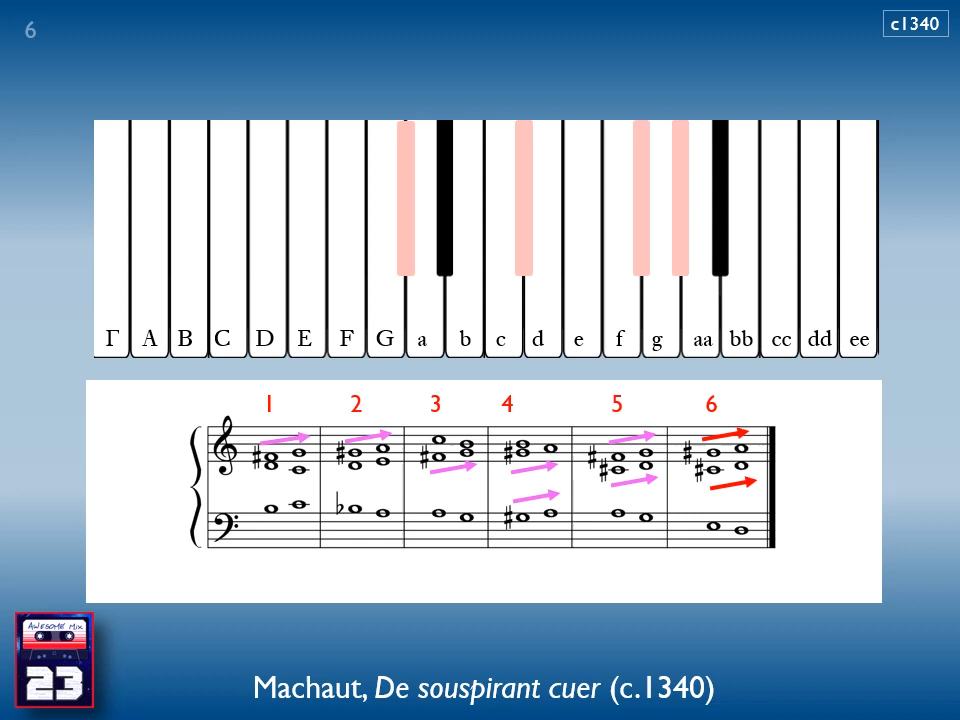 6
c1340
Γ A B C D E F G a b c d e f g aa bb cc dd ee
1 2 3 4 5 6
AWESOME MIX
23
Machaut, De souspirant cuer (c.1340)